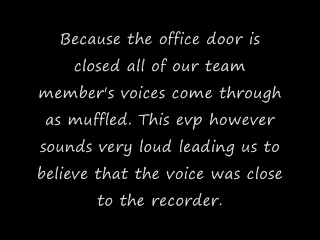 Because the office door is
closed all of our team
member's voices come through
as muffled. This evp however
sounds very loud leading us to
believe that the voice was close
to the recorder.